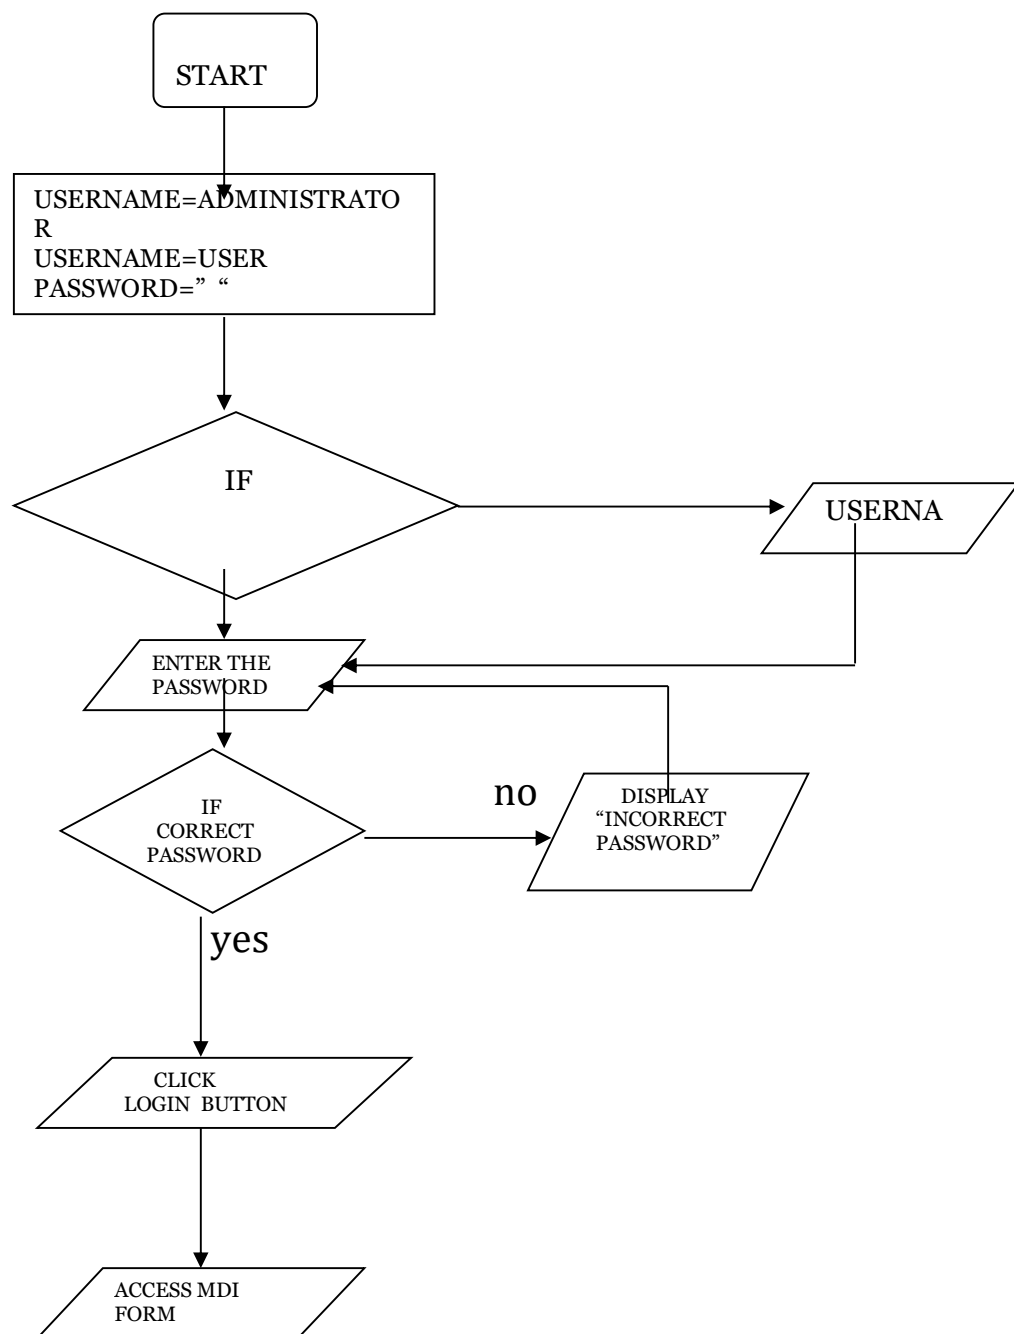 START
USERNAME=ADMINISTRATO
R
USERNAME=USER
PASSWORD=” “
IF
USERNA
ENTER THE
PASSWORD
IF
CORRECT
PASSWORD
no
DISPLAY
“INCORRECT
PASSWORD”
yes
CLICK
LOGIN BUTTON
ACCESS MDI
FORM